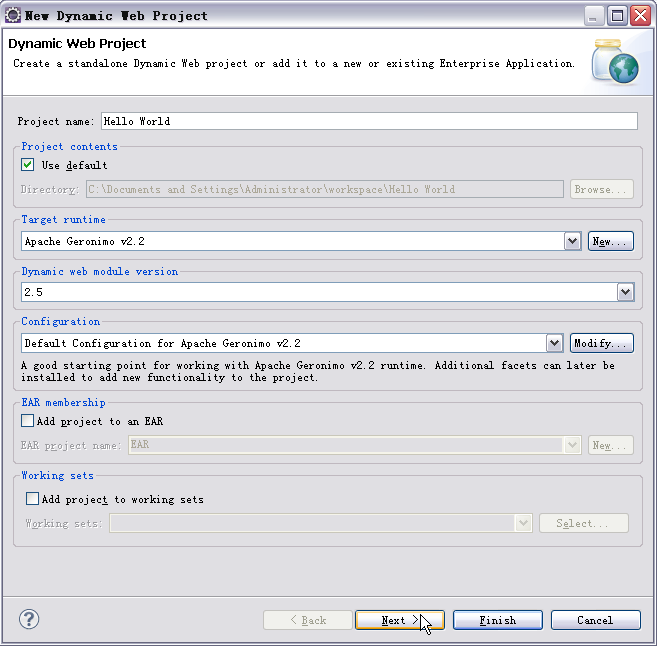 New Dynamic Web Project
Dynamic Web Project
Create a standalone Dynamic Web project or add it to a new or existing Enterprise Application.
Project name: Hello World
Project contents
Use default
Directory: C:\Documents and Settings\Administrator\workspace\Hello World Browse...
Target runtime
Apache Geronimo v2.2 New...
Dynamic web module version
2.5
Configuration
Default Configuration for Apache Geronimo v2.2 Modify...
A good starting point for working with Apache Geronimo v2.2 runtime. Additional facets can later be
installed to add new functionality to the project.
EAR membership
Add project to an EAR
EAR project name: EAR New...
Working sets
Add project to working sets
Working sets: Select...
? < Back Next > Finish Cancel